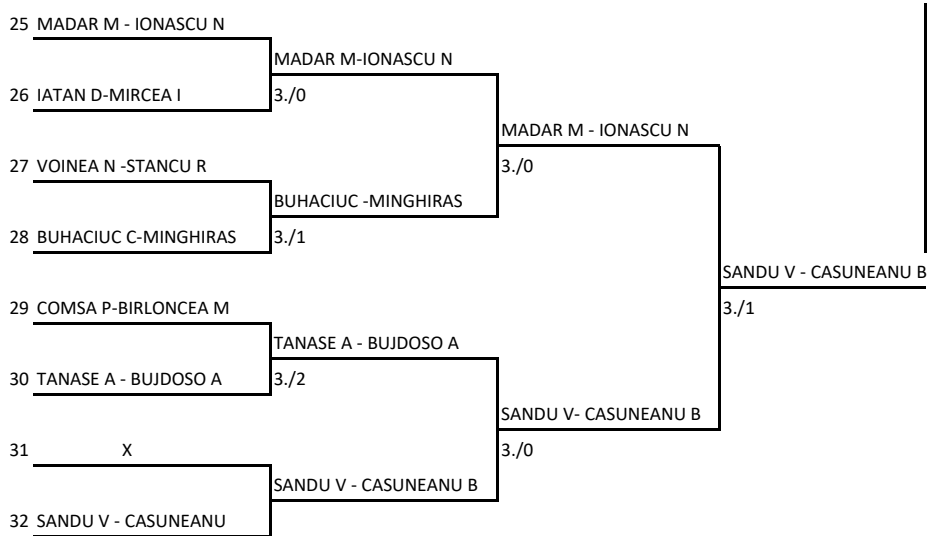 25 MADAR M - IONASCU N
MADAR M-IONASCU N
26 IATAN D-MIRCEA I
3./0
MADAR M - IONASCU N
27 VOINEA N -STANCU R
3./0
BUHACIUC -MINGHIRAS
28 BUHACIUC C-MINGHIRAS
3./1
SANDU V - CASUNEANU B
29 COMSA P-BIRLONCEA M
3./1
TANASE A - BUJDOSO A
30 TANASE A - BUJDOSO A
3./2
SANDU V- CASUNEANU B
31 X
3./0
SANDU V - CASUNEANU B
32 SANDU V - CASUNEANU